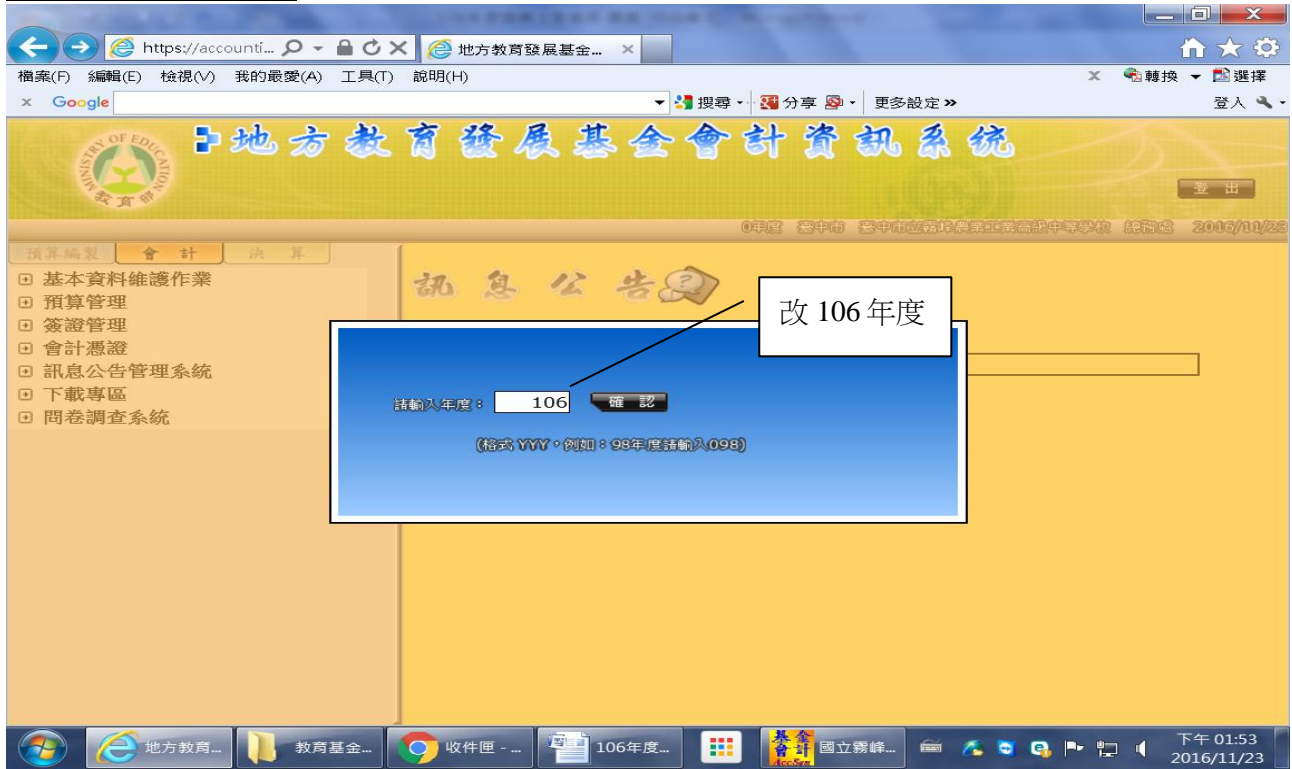 https://accounti...
地方教育發展基金...
檔案(F) 編輯(E) 檢視(V) 我的最愛(A) 工具(T) 說明(H)
轉換 選擇
x Google
搜尋 分享 更多設定 »
登入
MINISTRY OF EDUCATION
教育部
地方教育發展基金會計資訊系統
登 出
0年度 臺中市 臺中市立霧峰農業工業高級中等學校 總務處
預算編製 會 計 決 算
基本資料維護作業
預算管理
簽證管理
會計憑證
訊息公告管理系統
下載專區
問卷調查系統
訊 息 公 告
改 106 年度
請輸入年度： 106 確 認
(格式 YYY。例如：98年度請輸入098)
地方教育...
教育基金...
收件匣 - ...
106年度...
基金會計
國立霧峰...
下午 01:53
2016/11/23